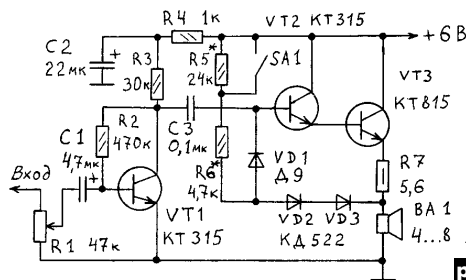 R4 1к
VT2 КТ315
+6В
C2
22мк
+
R3
30к
*
R5
24к
SA1
VT3
КТ815
C1
4,7мк
+
R2
470к
C3
0,1мк
R6*
4,7к
VD1
Д9
R7
5,6
Вход
VT1
КТ315
VD2 VD3
КД522
BA1
4...8
R1 47к